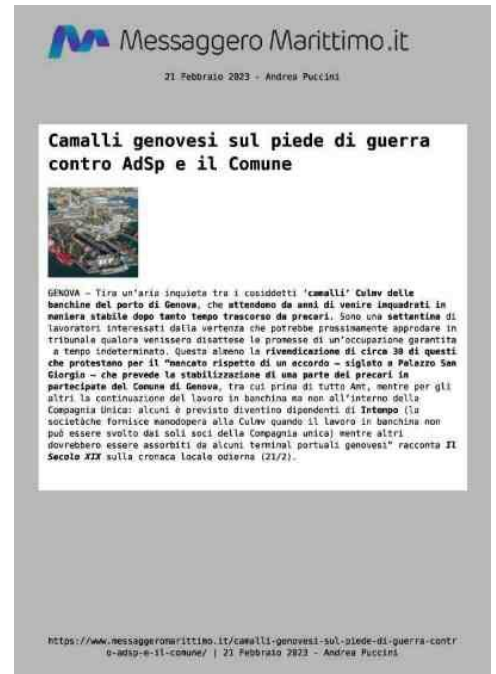 Messaggero Marittimo.it
21 Febbraio 2023 - Andrea Puccini
Camalli genovesi sul piede di guerra
contro AdSp e il Comune
GENOVA – Tira un'aria inquieta tra i cosiddetti 'camalli' Culmv delle
banchine del porto di Genova, che attendono da anni di venire inquadrati in
maniera stabile dopo tanto tempo trascorso da precari. Sono una settantina di
lavoratori interessati dalla vertenza che potrebbe prossimamente approdare in
tribunale qualora venissero disattese le promesse di un'occupazione garantita
a tempo indeterminato. Questa almeno la rivendicazione di circa 30 di questi
che protestano per il "mancato rispetto di un accordo – siglato a Palazzo San
Giorgio – che prevede la stabilizzazione di una parte dei precari in
partecipate del Comune di Genova, tra cui prima di tutto Amt, mentre per gli
altri la continuazione del lavoro in banchina ma non all'interno della
Compagnia Unica: alcuni è previsto diventino dipendenti di Intempo (la
societàche fornisce manodopera alla Culmv quando il lavoro in banchina non
può essere svolto dai soli soci della Compagnia unica) mentre altri
dovrebbero essere assorbiti da alcuni terminal portuali genovesi" racconta Il
Secolo XIX sulla cronaca locale odierna (21/2).
https://www.messaggeromarittimo.it/camalli-genovesi-sul-piede-di-guerra-contr
o-adsp-e-il-comune/ | 21 Febbraio 2023 - Andrea Puccini